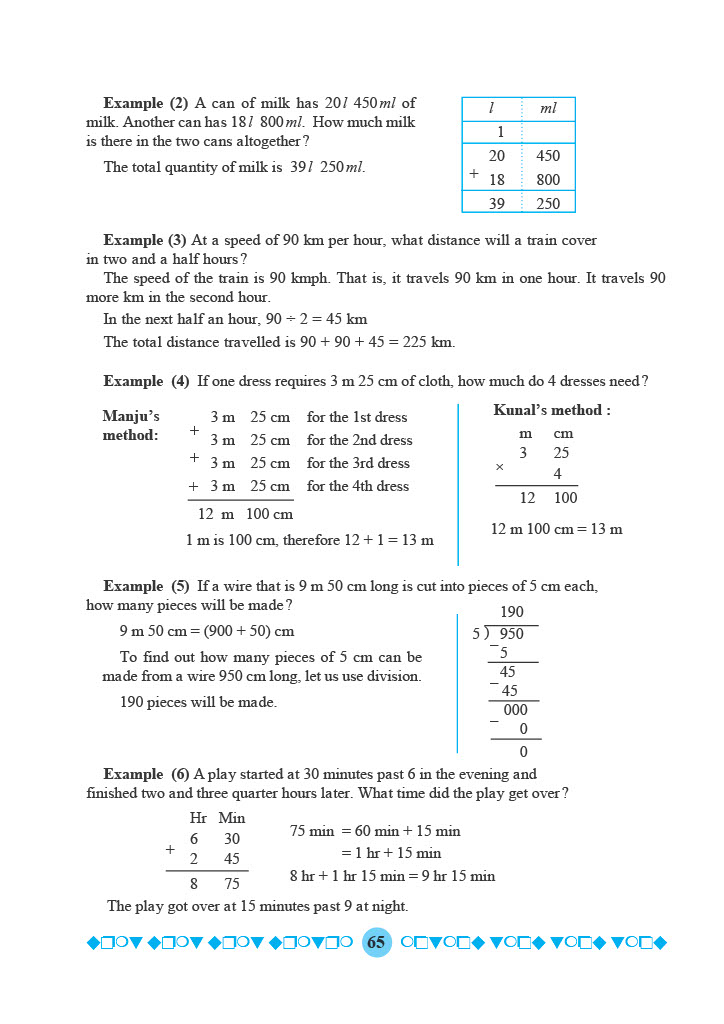 Example (2) A can of milk has 20l 450ml of
milk. Another can has 18l 800ml. How much milk
is there in the two cans altogether?
The total quantity of milk is 39l 250ml.
l ml
1
20 450
+ 18 800
39 250
Example (3) At a speed of 90 km per hour, what distance will a train cover
in two and a half hours?
The speed of the train is 90 kmph. That is, it travels 90 km in one hour. It travels 90
more km in the second hour.
In the next half an hour, 90 ÷ 2 = 45 km
The total distance travelled is 90 + 90 + 45 = 225 km.
Example (4) If one dress requires 3 m 25 cm of cloth, how much do 4 dresses need?
Manju's
method:
3 m 25 cm for the 1st dress
+ 3 m 25 cm for the 2nd dress
+ 3 m 25 cm for the 3rd dress
+ 3 m 25 cm for the 4th dress
12 m 100 cm
1 m is 100 cm, therefore 12 + 1 = 13 m
Kunal's method :
m cm
3 25
× 4
12 100
12 m 100 cm = 13 m
Example (5) If a wire that is 9 m 50 cm long is cut into pieces of 5 cm each,
how many pieces will be made?
9 m 50 cm = (900 + 50) cm
To find out how many pieces of 5 cm can be
made from a wire 950 cm long, let us use division.
190 pieces will be made.
190
5 ) 950
− 5
45
− 45
000
− 0
0
Example (6) A play started at 30 minutes past 6 in the evening and
finished two and three quarter hours later. What time did the play get over?
Hr Min
6 30
+ 2 45
8 75
75 min = 60 min + 15 min
= 1 hr + 15 min
8 hr + 1 hr 15 min = 9 hr 15 min
The play got over at 15 minutes past 9 at night.
65